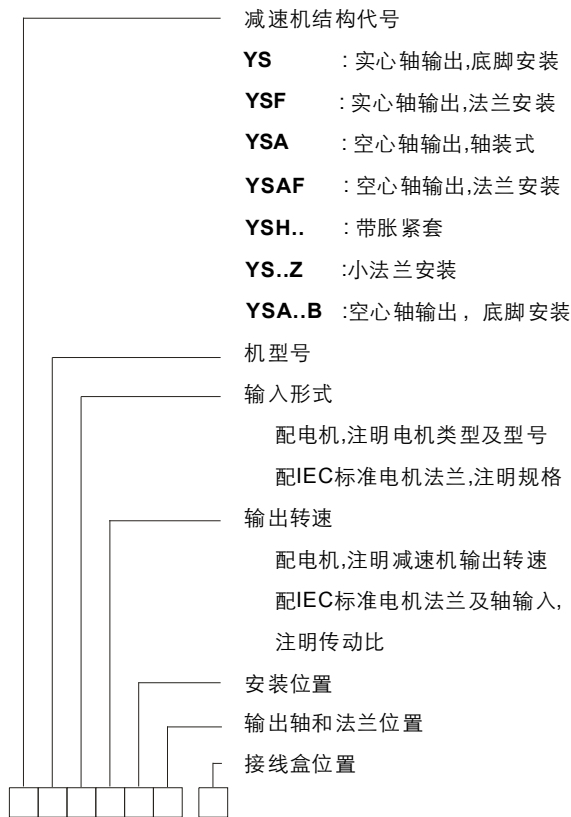 减速机结构代号
YS :实心轴输出,底脚安装
YSF :实心轴输出,法兰安装
YSA :空心轴输出,轴装式
YSAF :空心轴输出,法兰安装
YSH.. :带胀紧套
YS..Z :小法兰安装
YSA..B :空心轴输出，底脚安装
机型号
输入形式
配电机,注明电机类型及型号
配IEC标准电机法兰,注明规格
输出转速
配电机,注明减速机输出转速
配IEC标准电机法兰及轴输入,
注明传动比
安装位置
输出轴和法兰位置
接线盒位置